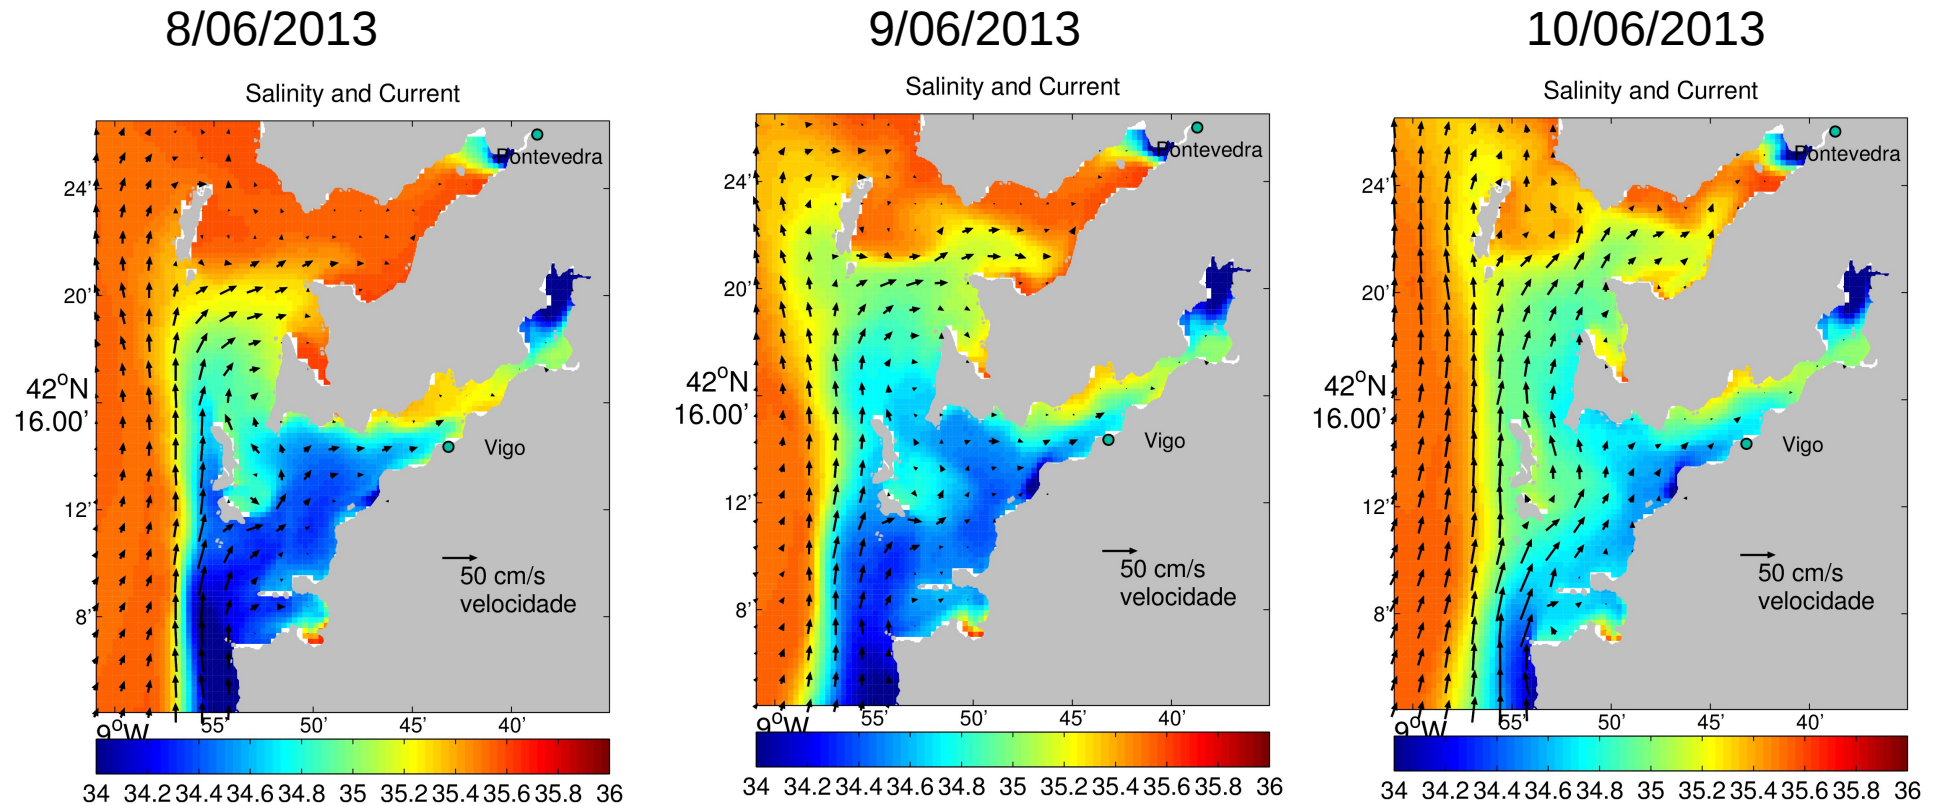 8/06/2013
9/06/2013
10/06/2013
Salinity and Current
Pontevedra
24'
20'
42°N
16.00'
Vigo
12'
50 cm/s
velocidade
8'
9°W
55'
50'
45'
40'
34 34.2 34.4 34.6 34.8 35 35.2 35.4 35.6 35.8 36
Salinity and Current
Pontevedra
24'
20'
42°N
16.00'
Vigo
12'
50 cm/s
velocidade
8'
9°W
55'
50'
45'
40'
34 34.2 34.4 34.6 34.8 35 35.2 35.4 35.6 35.8 36
Salinity and Current
Pontevedra
24'
20'
42°N
16.00'
Vigo
12'
50 cm/s
velocidade
8'
9°W
55'
50'
45'
40'
34 34.2 34.4 34.6 34.8 35 35.2 35.4 35.6 35.8 36